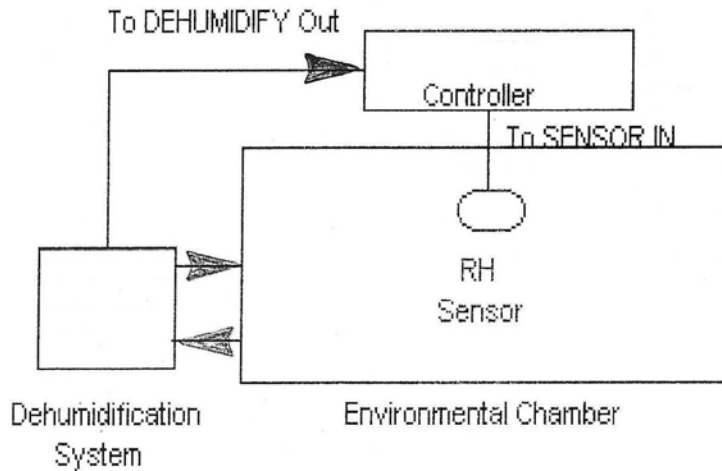 To DEHUMIDIFY Out
Controller
To SENSOR IN
RH
Sensor
Dehumidification
System
Environmental Chamber